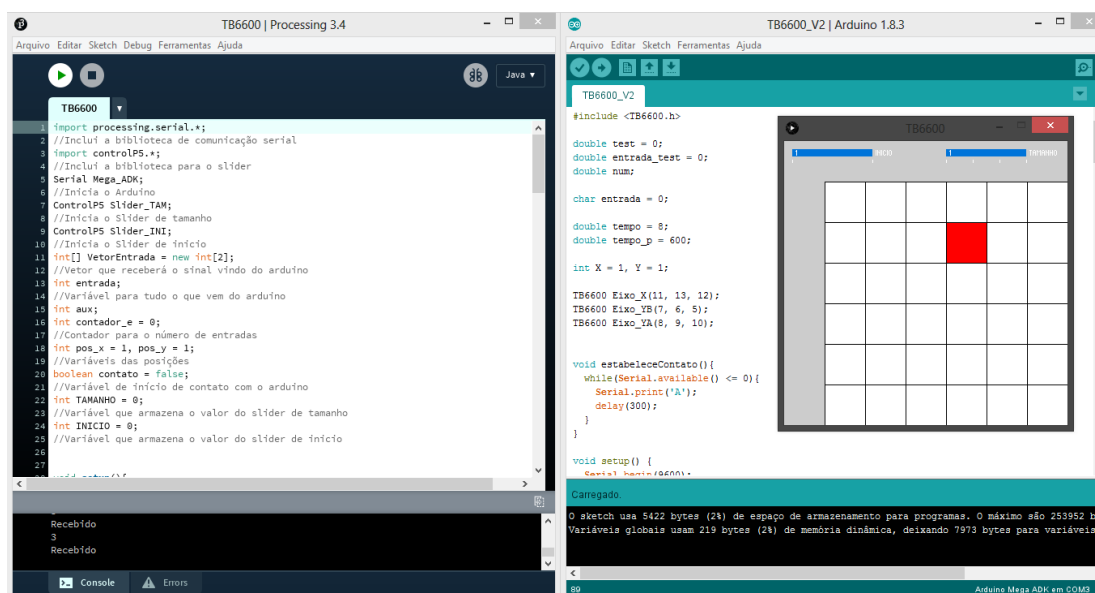 TB6600 | Processing 3.4
Arquivo Editar Sketch Debug Ferramentas Ajuda
Java ▾
TB6600
1 import processing.serial.*;
2 //Inclui a biblioteca de comunicação serial
3 import controlP5.*;
4 //Inclui a biblioteca para o slider
5 Serial Mega_ADK;
6 //Inicia o Arduino
7 ControlP5 Slider_TAM;
8 //Inicia o Slider de tamanho
9 ControlP5 Slider_INI;
10 //Inicia o Slider de inicio
11 int[] VetorEntrada = new int[2];
12 //Vetor que receberá o sinal vindo do arduino
13 int entrada;
14 //Variável para tudo o que vem do arduino
15 int aux;
16 int contador_e = 0;
17 //Contador para o número de entradas
18 int pos_x = 1, pos_y = 1;
19 //Variáveis das posições
20 boolean contato = false;
21 //Variável de início de contato com o arduino
22 int TAMANHO = 0;
23 //Variável que armazena o valor do slider de tamanho
24 int INICIO = 0;
25 //Variável que armazena o valor do slider de inicio
26
27
Recebido
3
Recebido
Console
Errors
TB6600_V2 | Arduino 1.8.3
Arquivo Editar Sketch Ferramentas Ajuda
TB6600_V2
#include <TB6600.h>
double test = 0;
double entrada_test = 0;
double num;
char entrada = 0;
double tempo = 8;
double tempo_p = 600;
int X = 1, Y = 1;
TB6600 Eixo_X(11, 13, 12);
TB6600 Eixo_YB(7, 6, 5);
TB6600 Eixo_YA(8, 9, 10);
void estabeleceContato(){
while(Serial.available() <= 0){
Serial.print('A');
delay(300);
}
}
void setup() {
Serial.begin(9600);
TB6600
1 INICIO
1 TAMANHO
Carregado.
O sketch usa 5422 bytes (2%) de espaço de armazenamento para programas. O máximo são 253952 b
Variáveis globais usam 219 bytes (2%) de memória dinâmica, deixando 7973 bytes para variáveis
89
Arduino Mega ADK em COM3